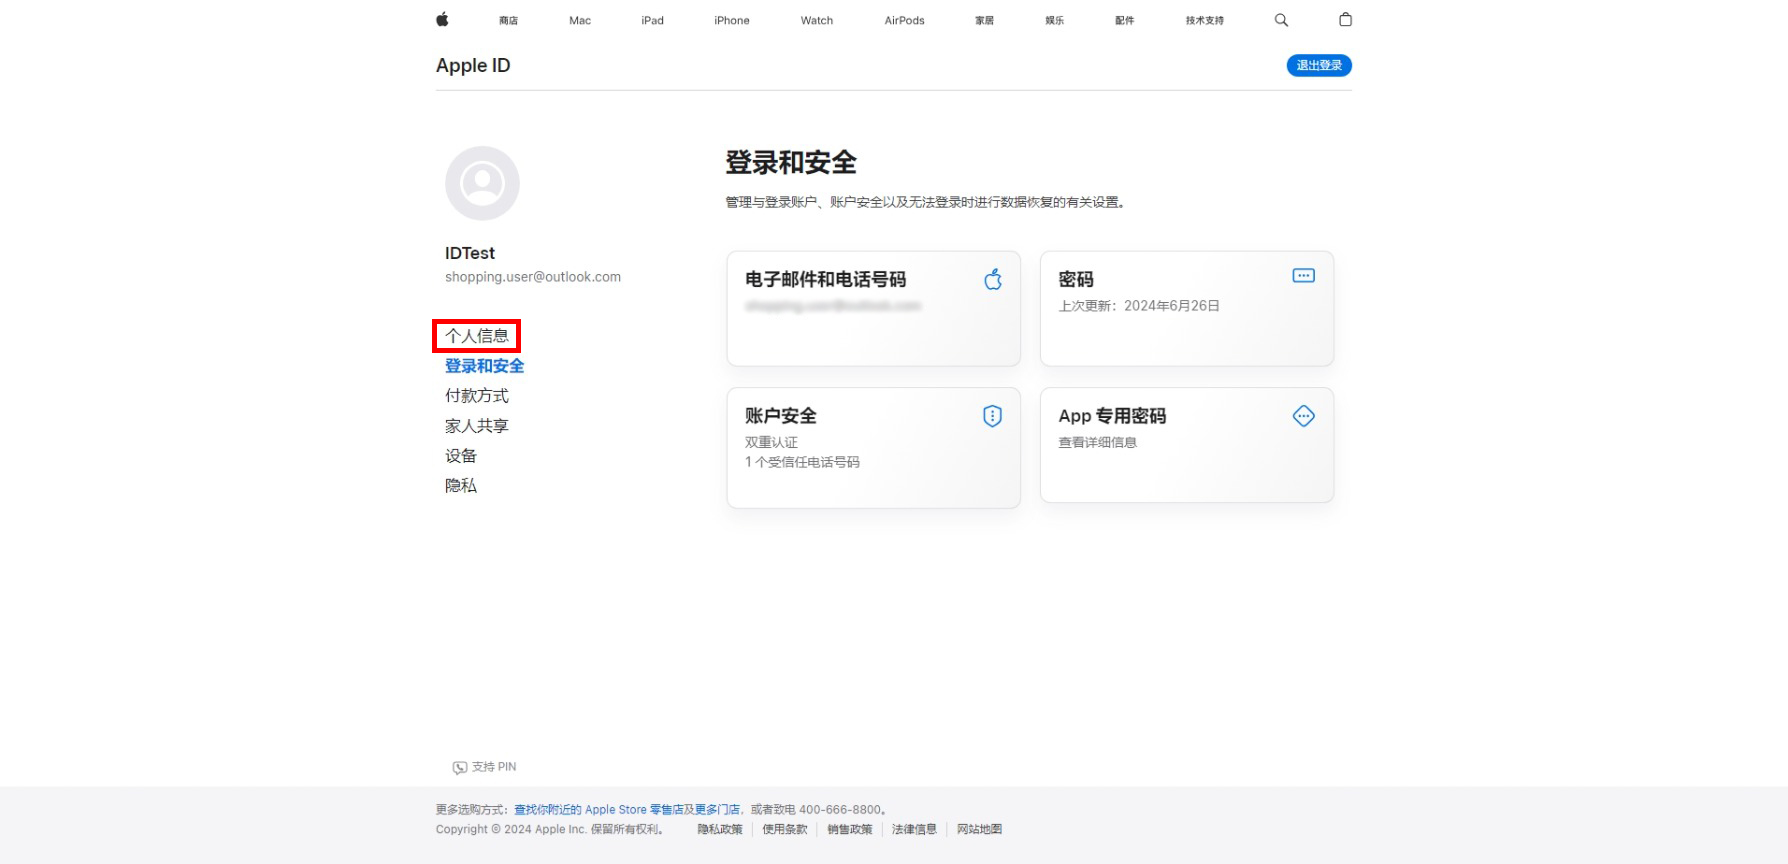 商店 Mac iPad iPhone Watch AirPods 家居 娱乐 配件 技术支持
Apple ID 退出登录
IDTest
shopping.user@outlook.com
个人信息
登录和安全
付款方式
家人共享
设备
隐私
登录和安全
管理与登录账户、账户安全以及无法登录时进行数据恢复的有关设置。
电子邮件和电话号码
密码
上次更新：2024年6月26日
账户安全
双重认证
1 个受信任电话号码
App 专用密码
查看详细信息
支持 PIN
更多选购方式：查找你附近的 Apple Store 零售店及更多门店，或者致电 400-666-8800。
Copyright © 2024 Apple Inc. 保留所有权利。 隐私政策 使用条款 销售政策 法律信息 网站地图